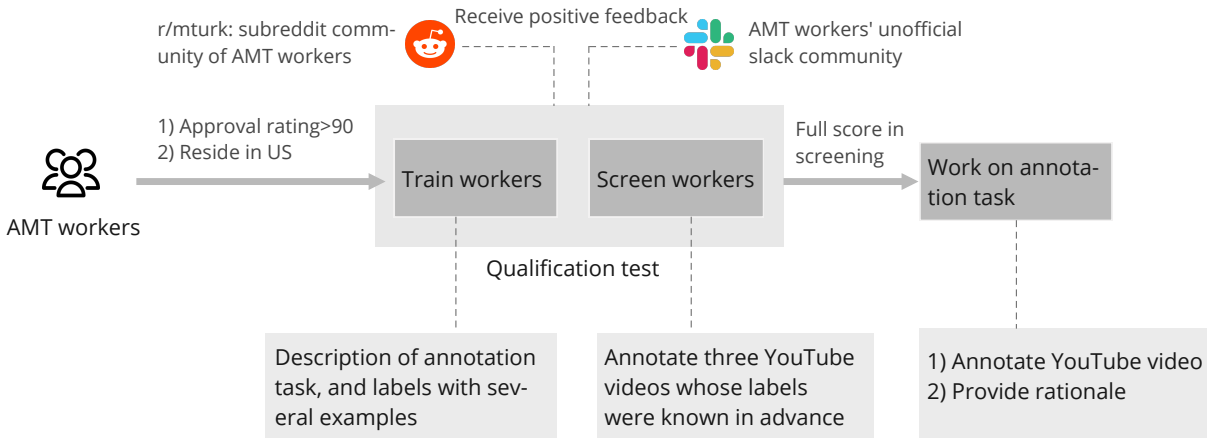 r/mturk: subreddit comm-
unity of AMT workers
Receive positive feedback
AMT workers' unofficial
slack community
1) Approval rating>90
2) Reside in US
AMT workers
Train workers
Screen workers
Qualification test
Full score in
screening
Work on annota-
tion task
Description of annotation
task, and labels with sev-
eral examples
Annotate three YouTube
videos whose labels
were known in advance
1) Annotate YouTube video
2) Provide rationale